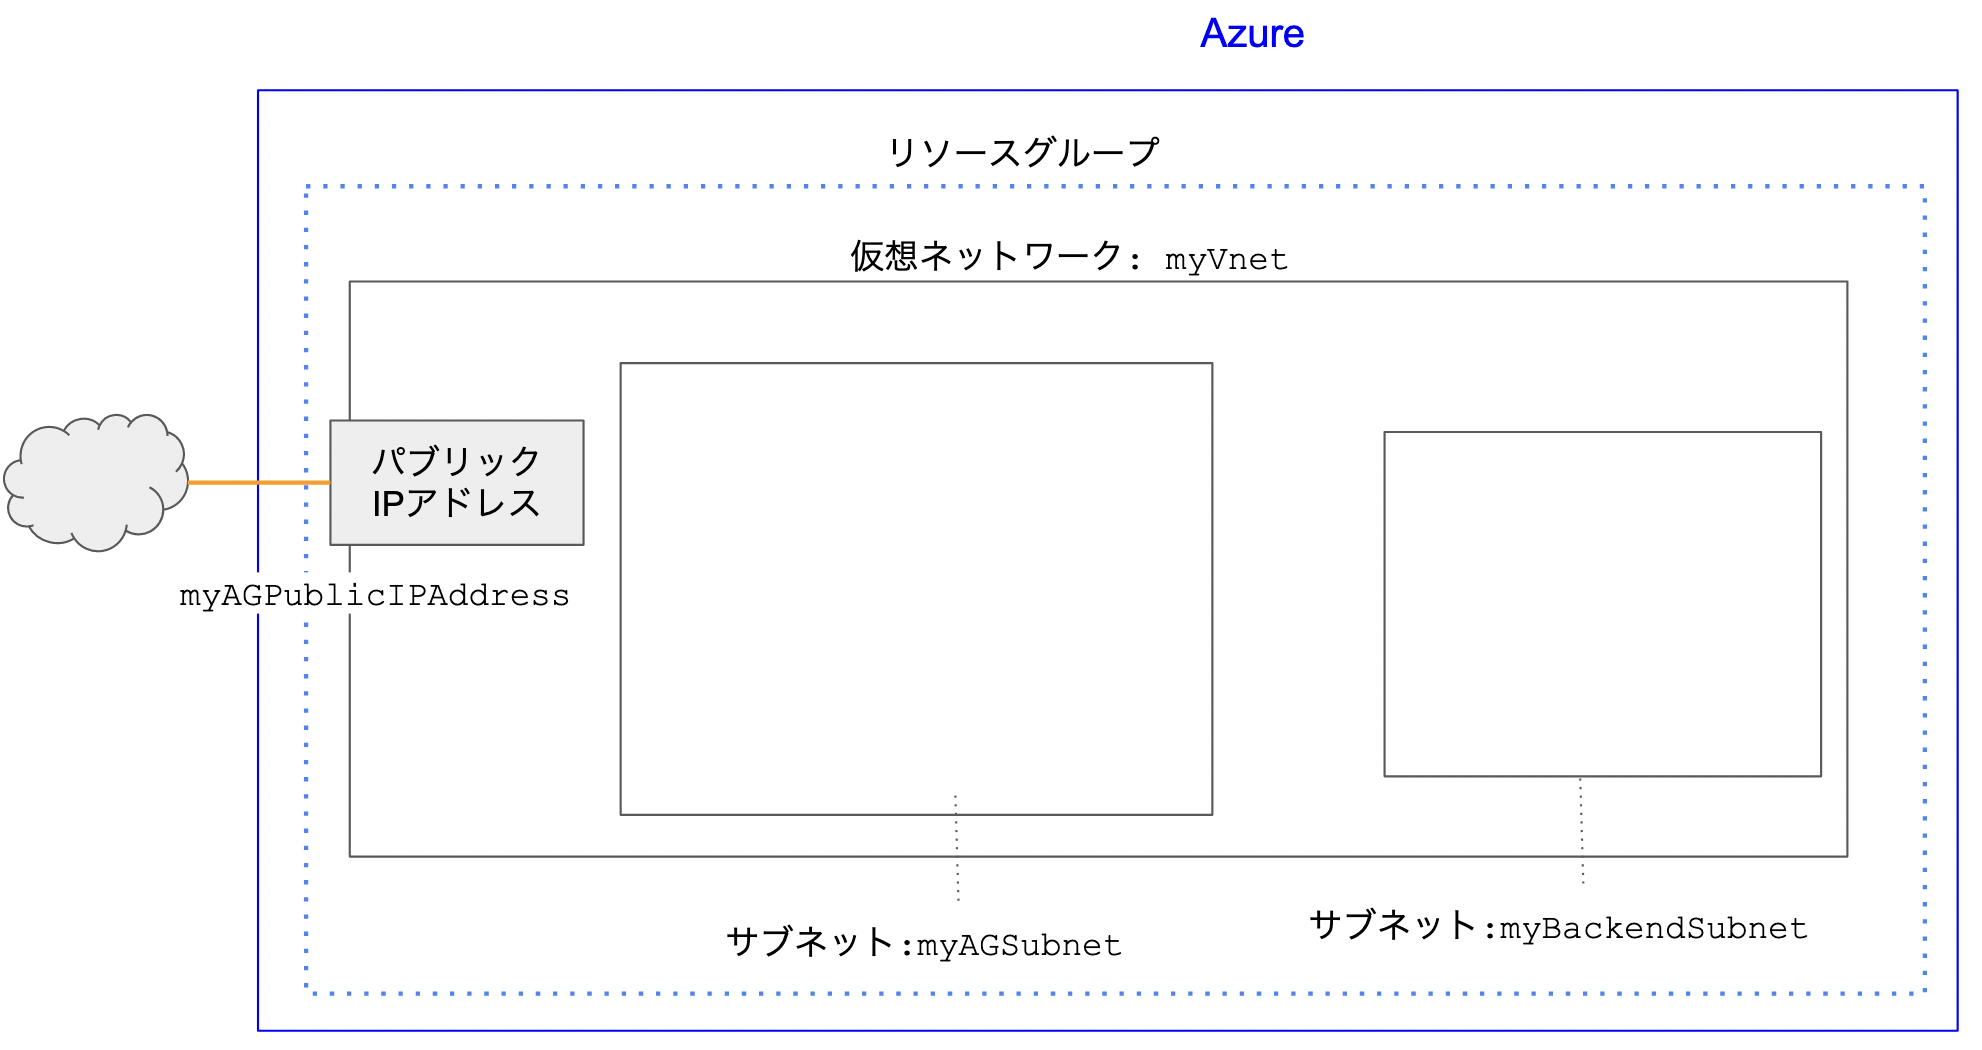 Azure
リソースグループ
仮想ネットワーク: myVnet
パブリック
IPアドレス
myAGPublicIPAddress
サブネット:myAGSubnet
サブネット:myBackendSubnet